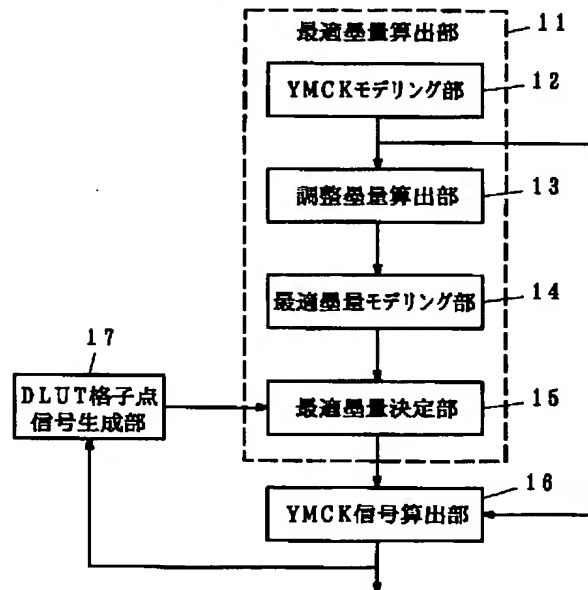 最適墨量算出部
11
YMCKモデリング部
12
調整墨量算出部
13
最適墨量モデリング部
14
17
DLUT格子点
信号生成部
最適墨量決定部
15
YMCK信号算出部
16